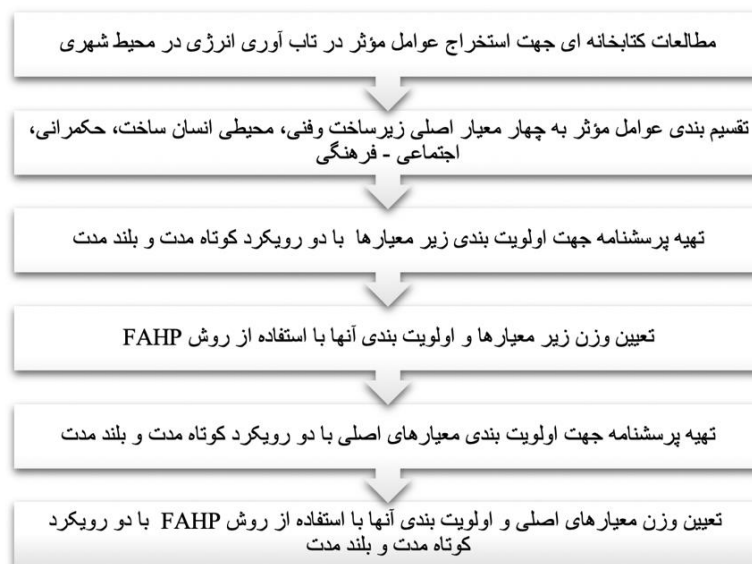 مطالعات کتابخانه ای جهت استخراج عوامل مؤثر در تاب آوری انرژی در محیط شهری
تقسیم بندی عوامل مؤثر به چهار معیار اصلی زیرساخت وفنی، محیطی انسان ساخت، حکمرانی،
اجتماعی - فرهنگی
تهیه پرسشنامه جهت اولویت بندی زیر معیارها با دو رویکرد کوتاه مدت و بلند مدت
تعیین وزن زیر معیارها و اولویت بندی آنها با استفاده از روش FAHP
تهیه پرسشنامه جهت اولویت بندی معیارهای اصلی با دو رویکرد کوتاه مدت و بلند مدت
تعیین وزن معیارهای اصلی و اولویت بندی آنها با استفاده از روش FAHP با دو رویکرد
کوتاه مدت و بلند مدت